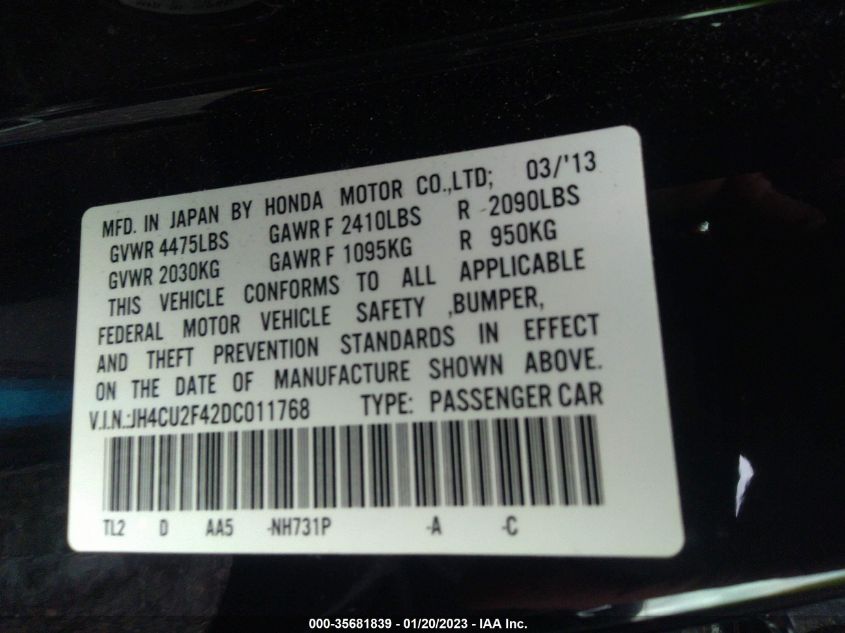 MFD. IN JAPAN BY HONDA MOTOR CO.,LTD; 03/'13
GVWR 4475LBS GAWR F 2410LBS R 2090LBS
GVWR 2030KG GAWR F 1095KG R 950KG
THIS VEHICLE CONFORMS TO ALL APPLICABLE
FEDERAL MOTOR VEHICLE SAFETY ,BUMPER,
AND THEFT PREVENTION STANDARDS IN EFFECT
ON THE DATE OF MANUFACTURE SHOWN ABOVE.
V.I.N.:JH4CU2F42DC011768 TYPE: PASSENGER CAR
TL2 D AA5 -NH731P -A -C
000-35681839 - 01/20/2023 - IAA Inc.